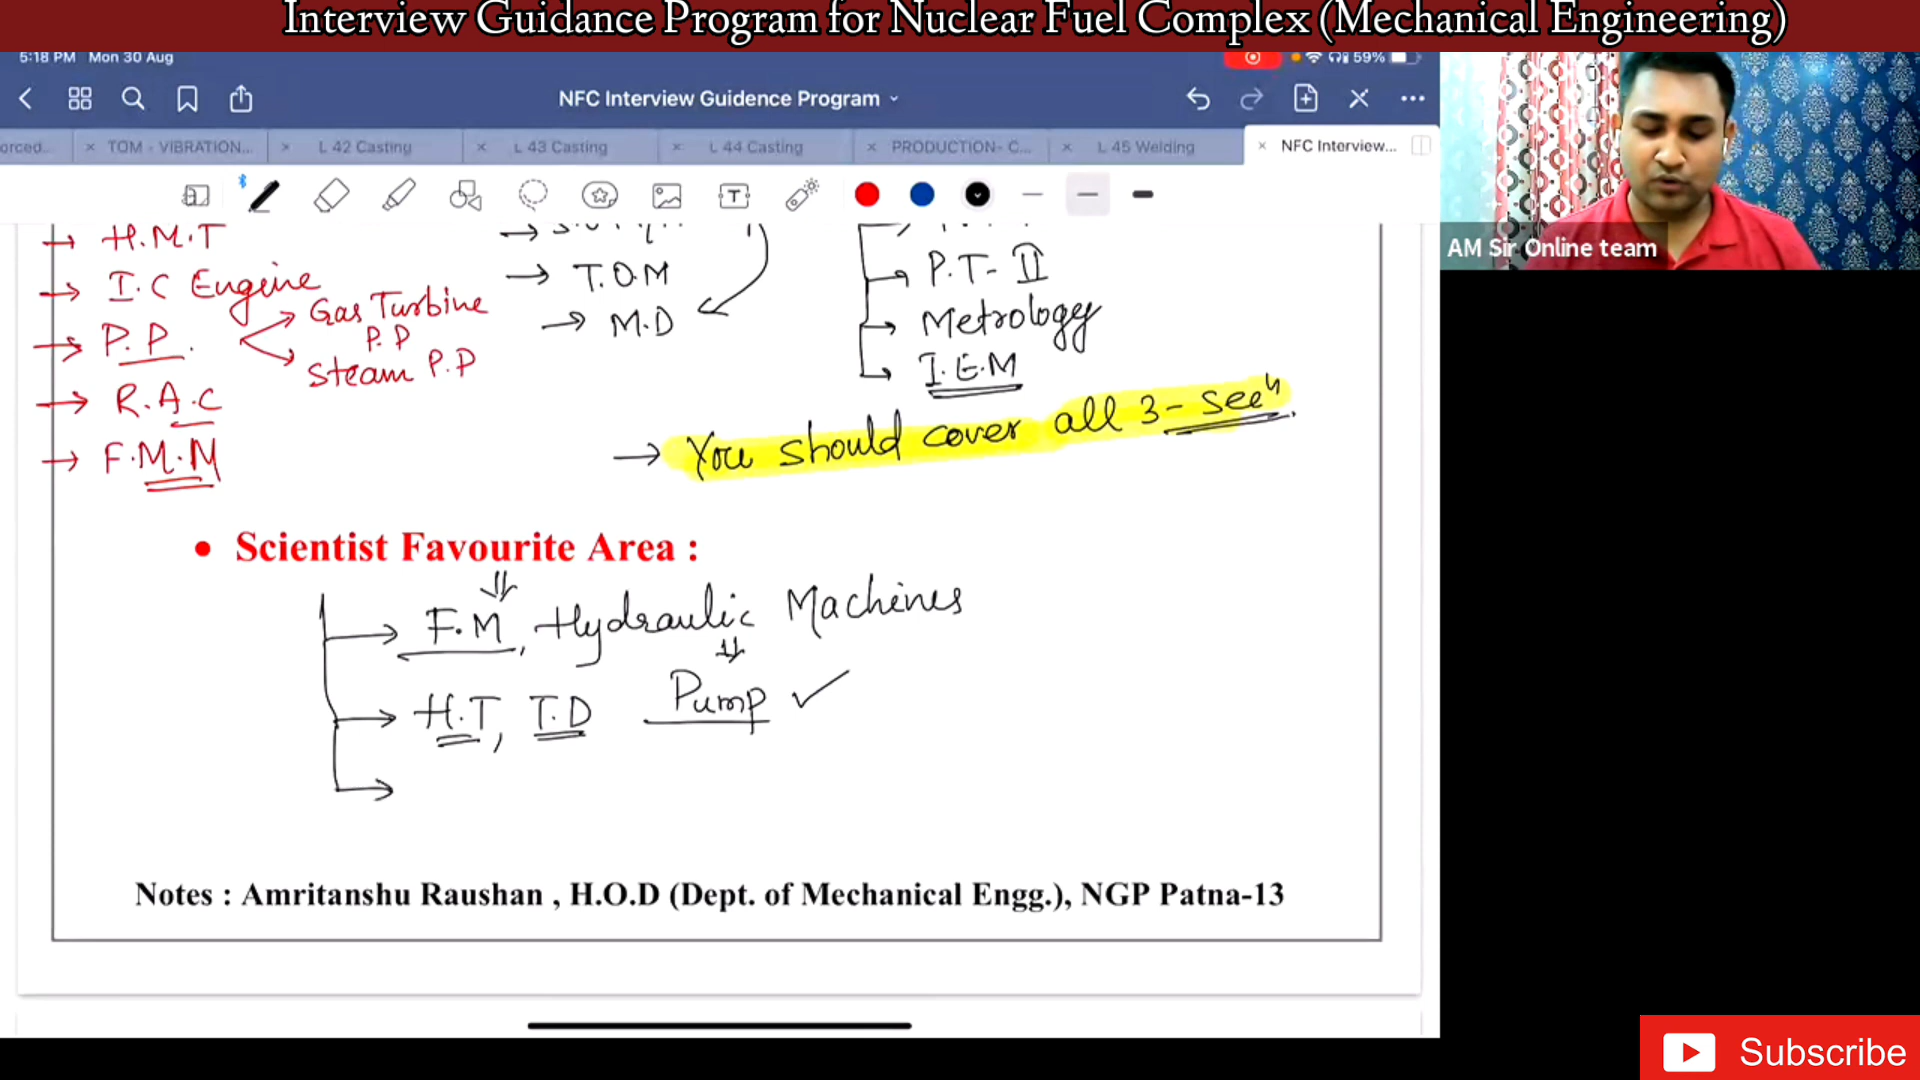 Interview Guidance Program for Nuclear Fuel Complex (Mechanical Engineering)
5:18 PM Mon 30 Aug
59%
NFC Interview Guidence Program
orced...
TOM - VIBRATION...
L 42 Casting
L 43 Casting
L 44 Casting
PRODUCTION- C...
L 45 Welding
NFC Interview...
AM Sir Online team
→ H.M.T
→ I.C Engine
→ P.P.
Gas Turbine P.P
Steam P.P
→ R.A.C
→ F.M.M
→ T.O.M
→ M.D
→ P.T-II
→ Metrology
→ I.E.M
→ You should cover all 3-secⁿ.
• Scientist Favourite Area :
→ F.M, Hydraulic Machines
→ H.T, T.D Pump ✓
Notes : Amritanshu Raushan , H.O.D (Dept. of Mechanical Engg.), NGP Patna-13
Subscribe